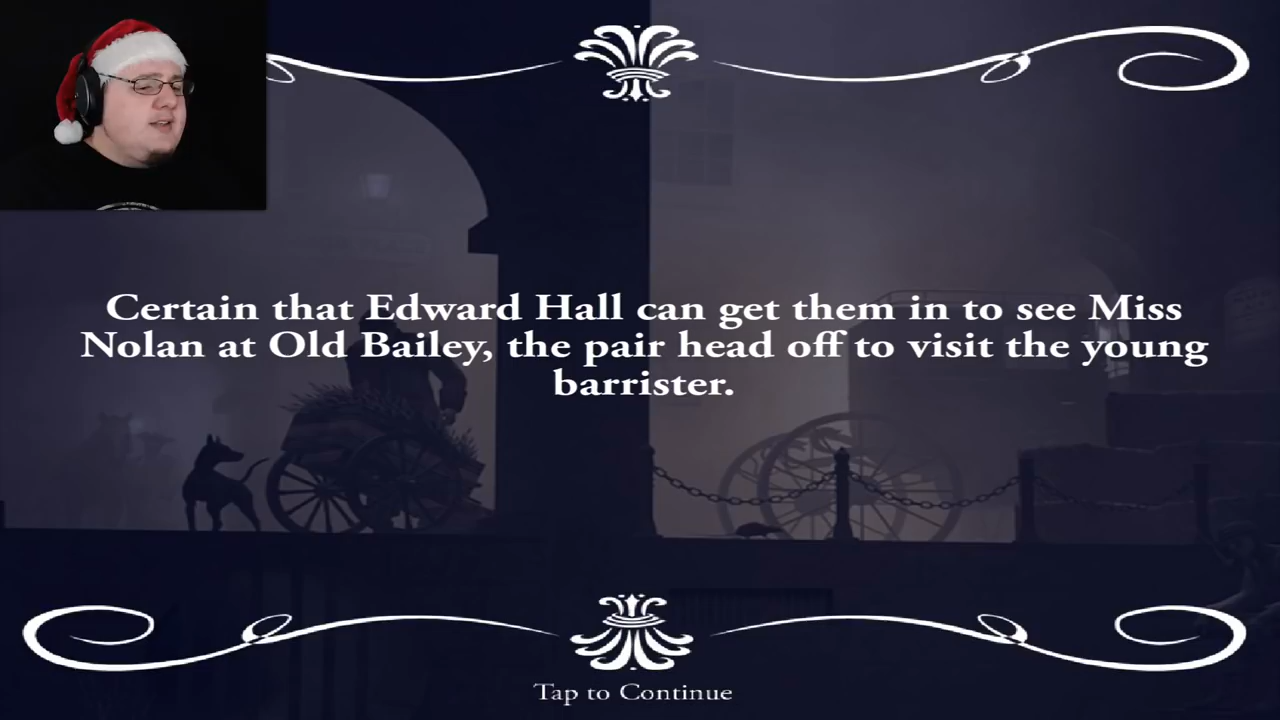 Certain that Edward Hall can get them in to see Miss
Nolan at Old Bailey, the pair head off to visit the young
barrister.
Tap to Continue